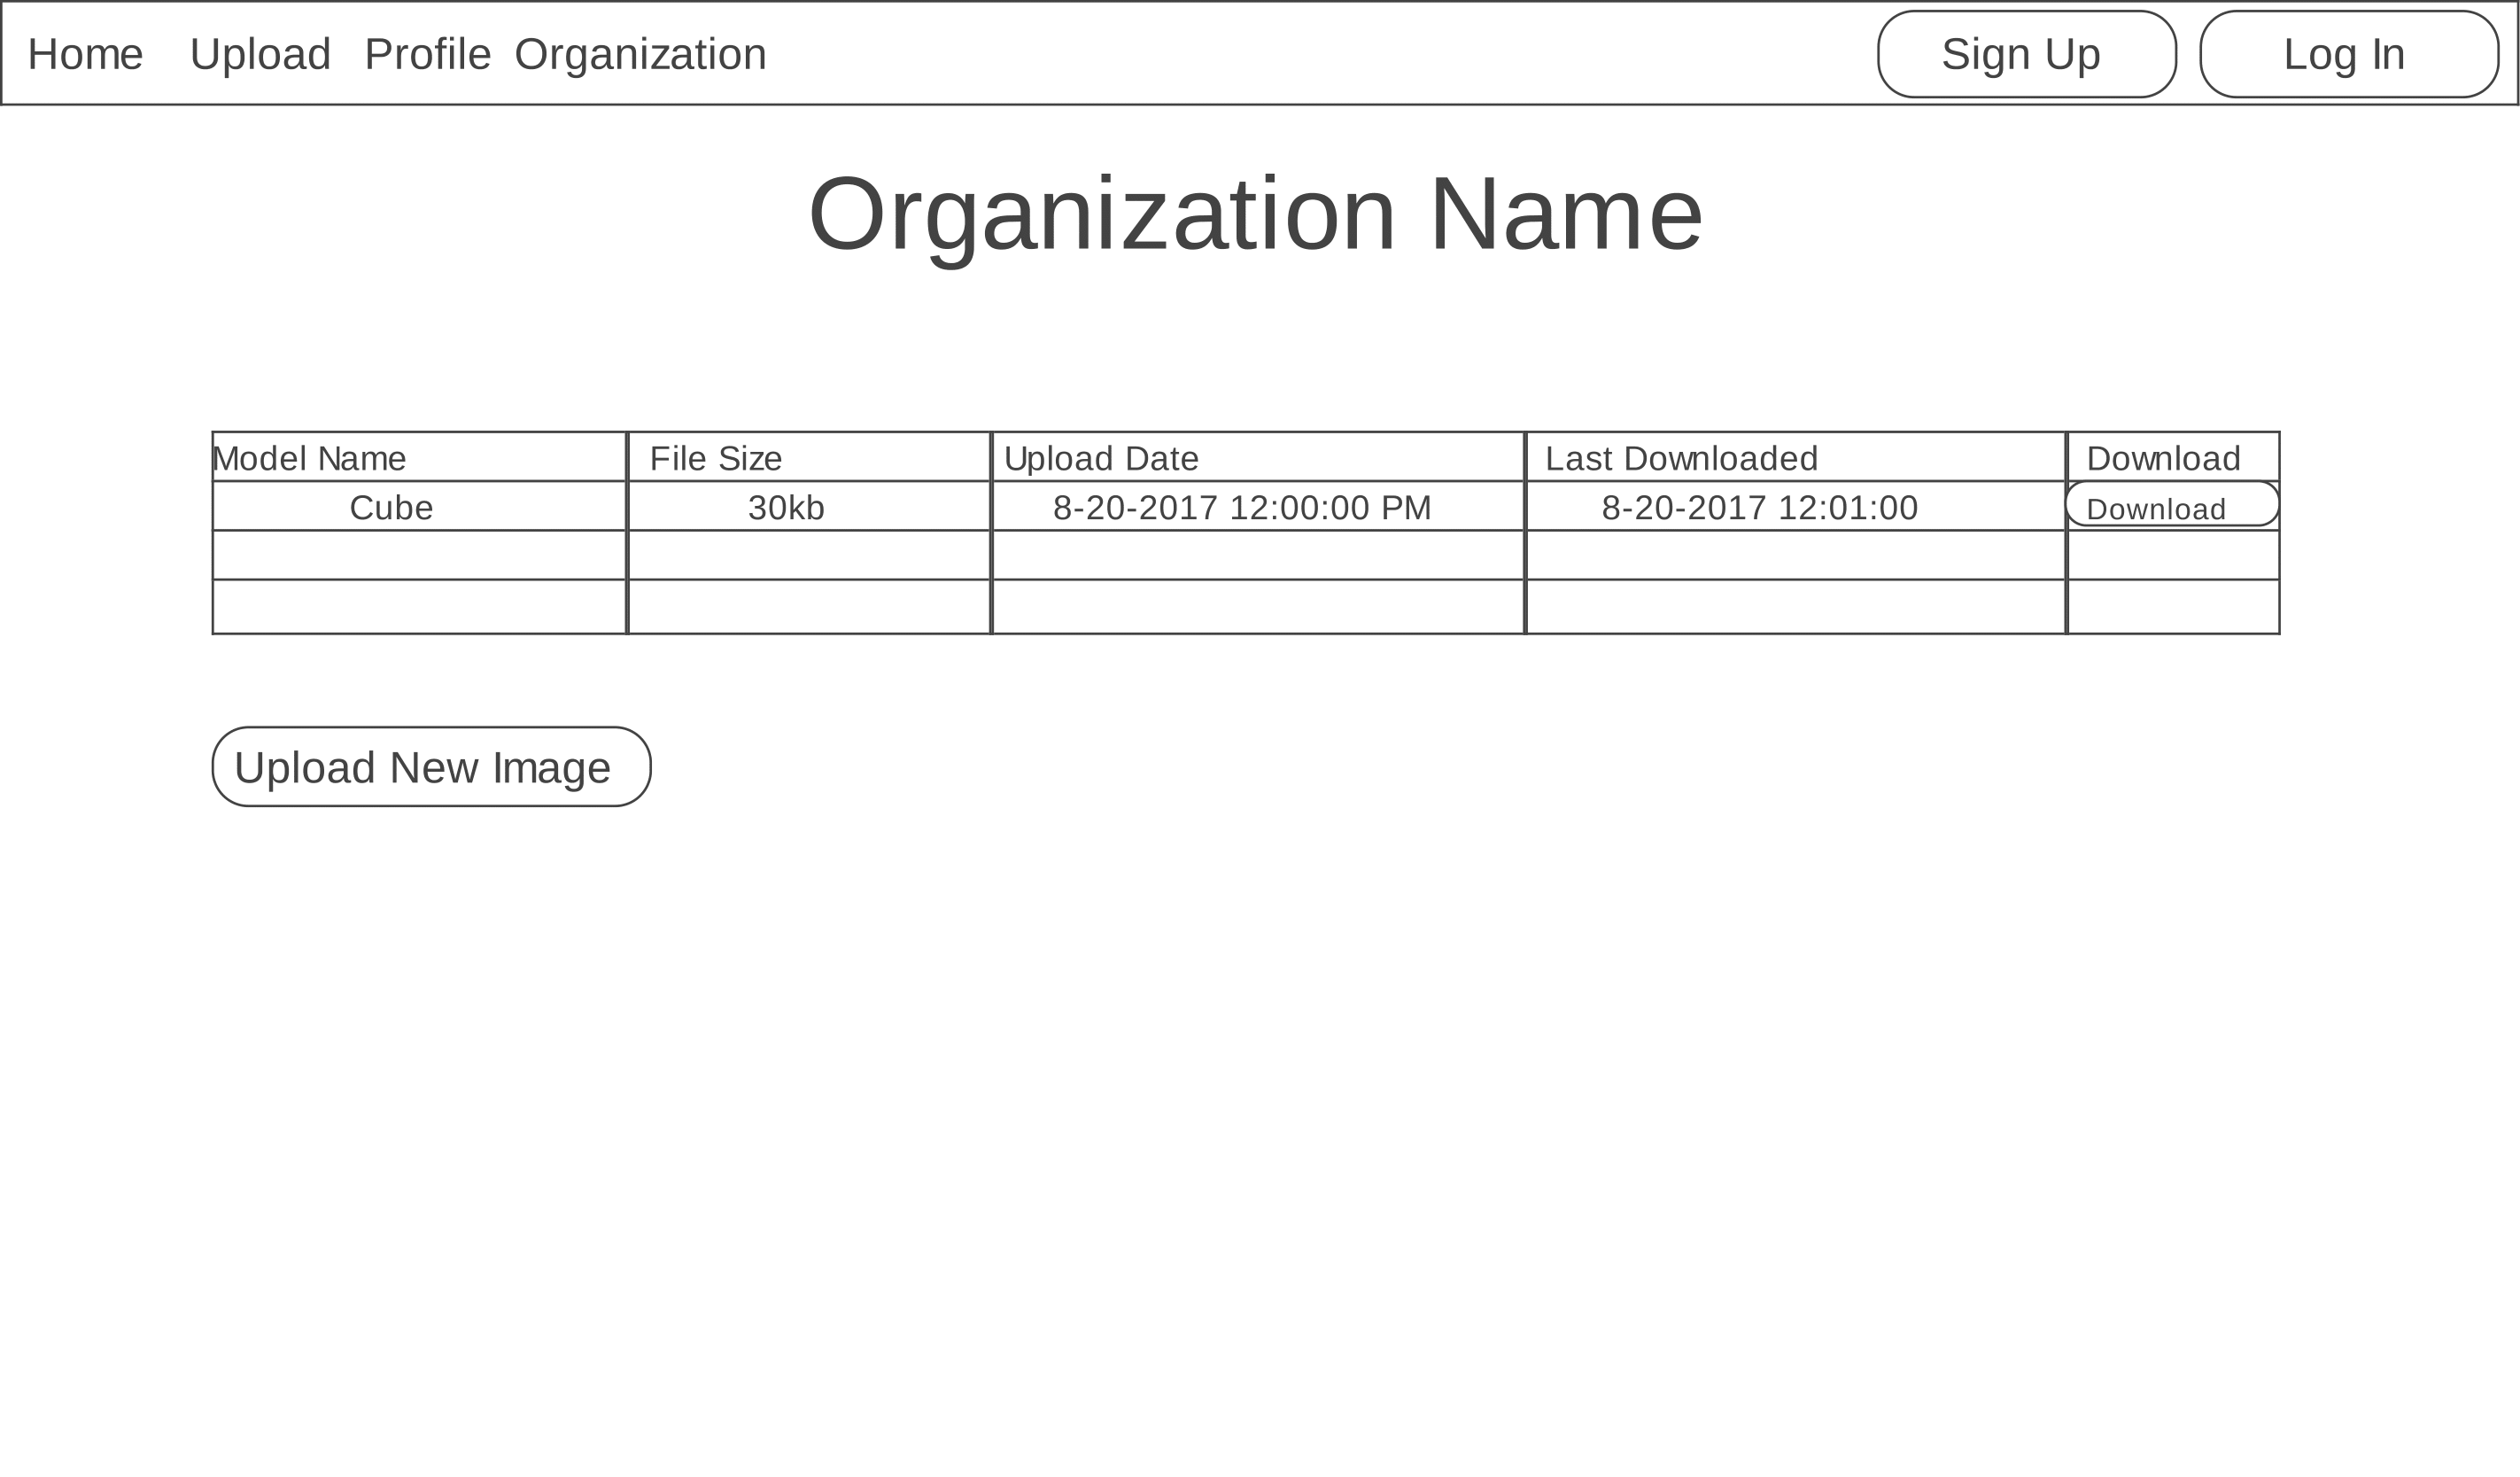 Home Upload Profile Organization Sign Up Log In
Organization Name
Model Name File Size Upload Date Last Downloaded Download
Cube 30kb 8-20-2017 12:00:00 PM 8-20-2017 12:01:00 Download
Upload New Image